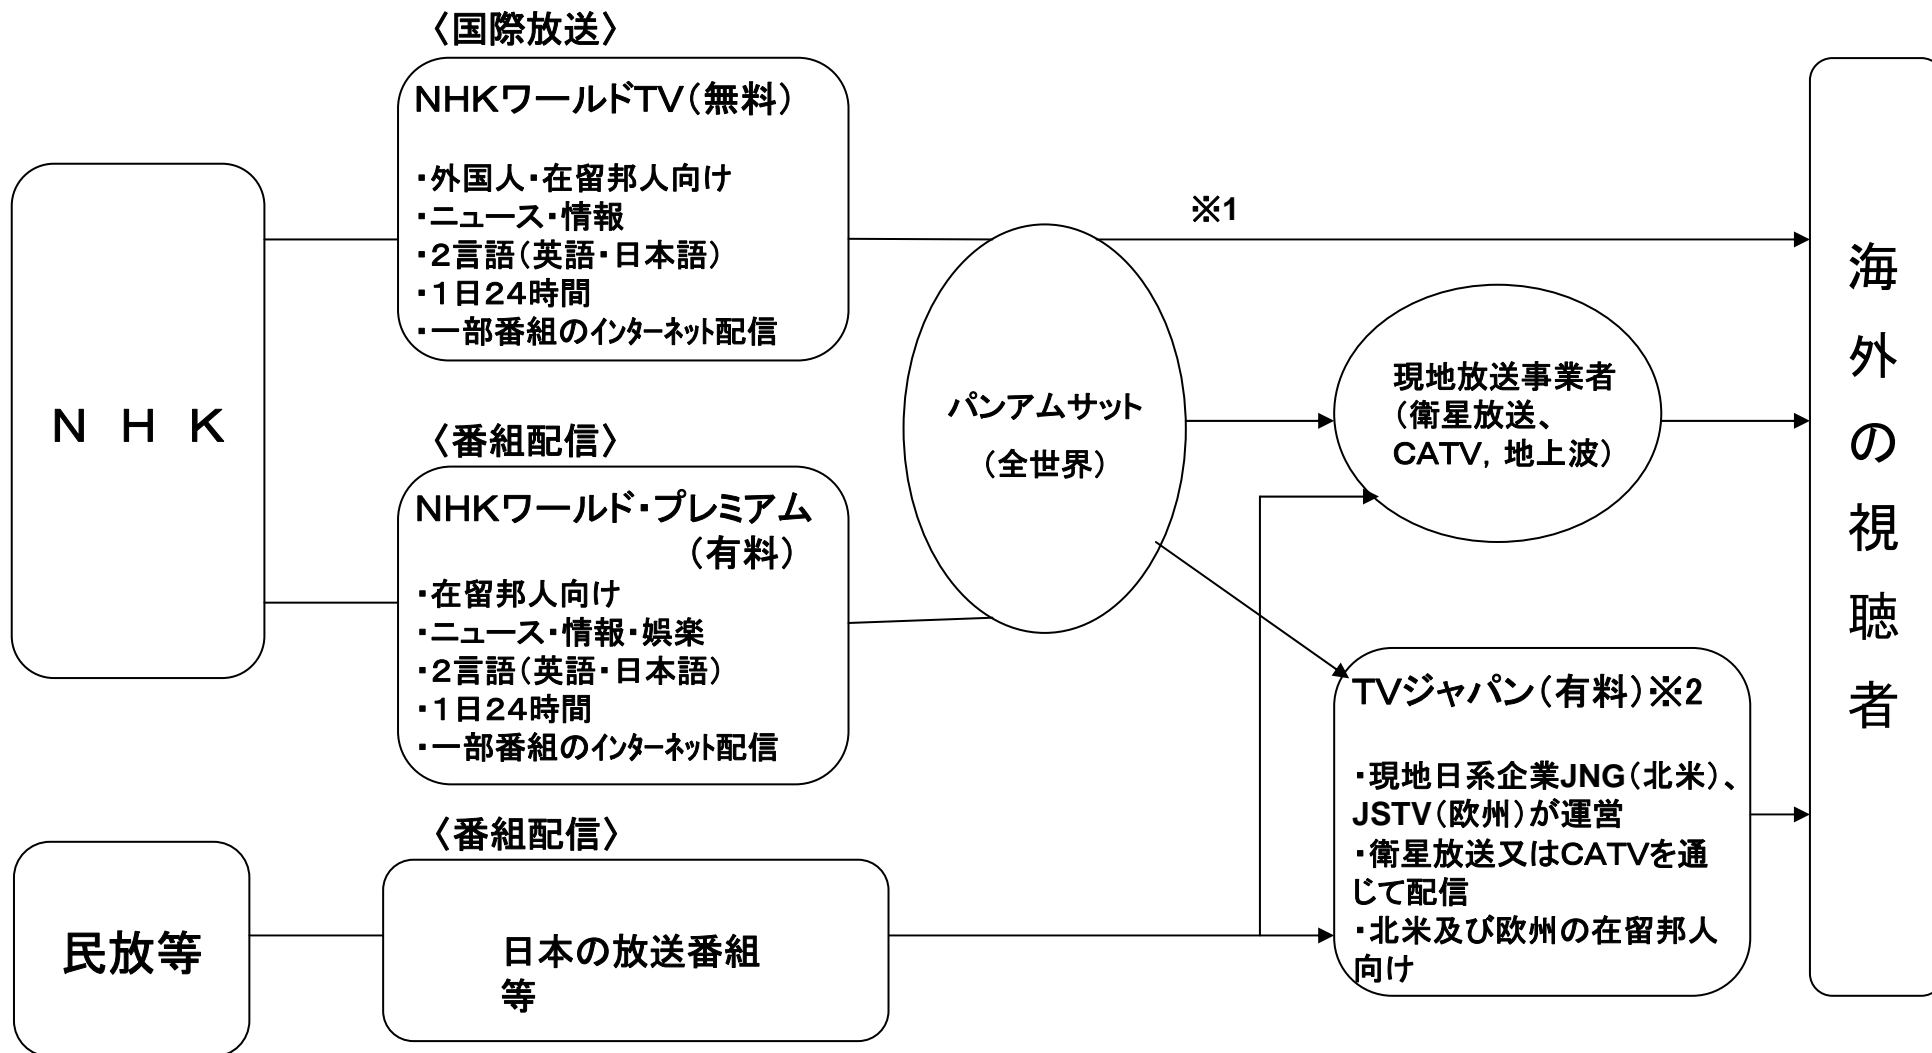 〈国際放送〉
NHKワールドTV(無料)
・外国人・在留邦人向け
・ニュース・情報
・2言語(英語・日本語)
・1日24時間
・一部番組のインターネット配信
NHK
〈番組配信〉
NHKワールド・プレミアム
(有料)
・在留邦人向け
・ニュース・情報・娯楽
・2言語(英語・日本語)
・1日24時間
・一部番組のインターネット配信
〈番組配信〉
民放等
日本の放送番組
等
パンアムサット
(全世界)
※1
現地放送事業者
(衛星放送、
CATV, 地上波)
TVジャパン(有料)※2
・現地日系企業JNG(北米)、
JSTV(欧州)が運営
・衛星放送又はCATVを通
じて配信
・北米及び欧州の在留邦人
向け
海外の視聴者